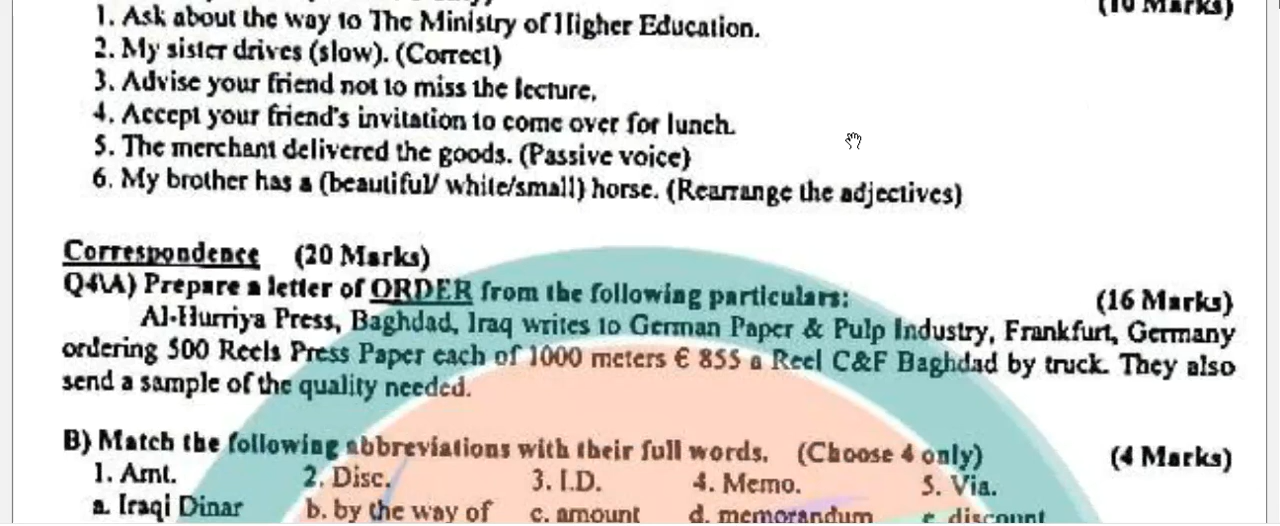 (10 Marks)
1. Ask about the way to The Ministry of Higher Education.
2. My sister drives (slow). (Correct)
3. Advise your friend not to miss the lecture.
4. Accept your friend's invitation to come over for lunch.
5. The merchant delivered the goods. (Passive voice)
6. My brother has a (beautiful/ white/small) horse. (Rearrange the adjectives)
Correspondence (20 Marks)
Q4\A) Prepare a letter of ORDER from the following particulars: (16 Marks)
Al-Hurriya Press, Baghdad, Iraq writes to German Paper & Pulp Industry, Frankfurt, Germany
ordering 500 Reels Press Paper each of 1000 meters € 855 a Reel C&F Baghdad by truck. They also
send a sample of the quality needed.
B) Match the following abbreviations with their full words. (Choose 4 only) (4 Marks)
1. Amt. 2. Disc. 3. I.D. 4. Memo. 5. Via.
a. Iraqi Dinar b. by the way of c. amount d. memorandum e. discount